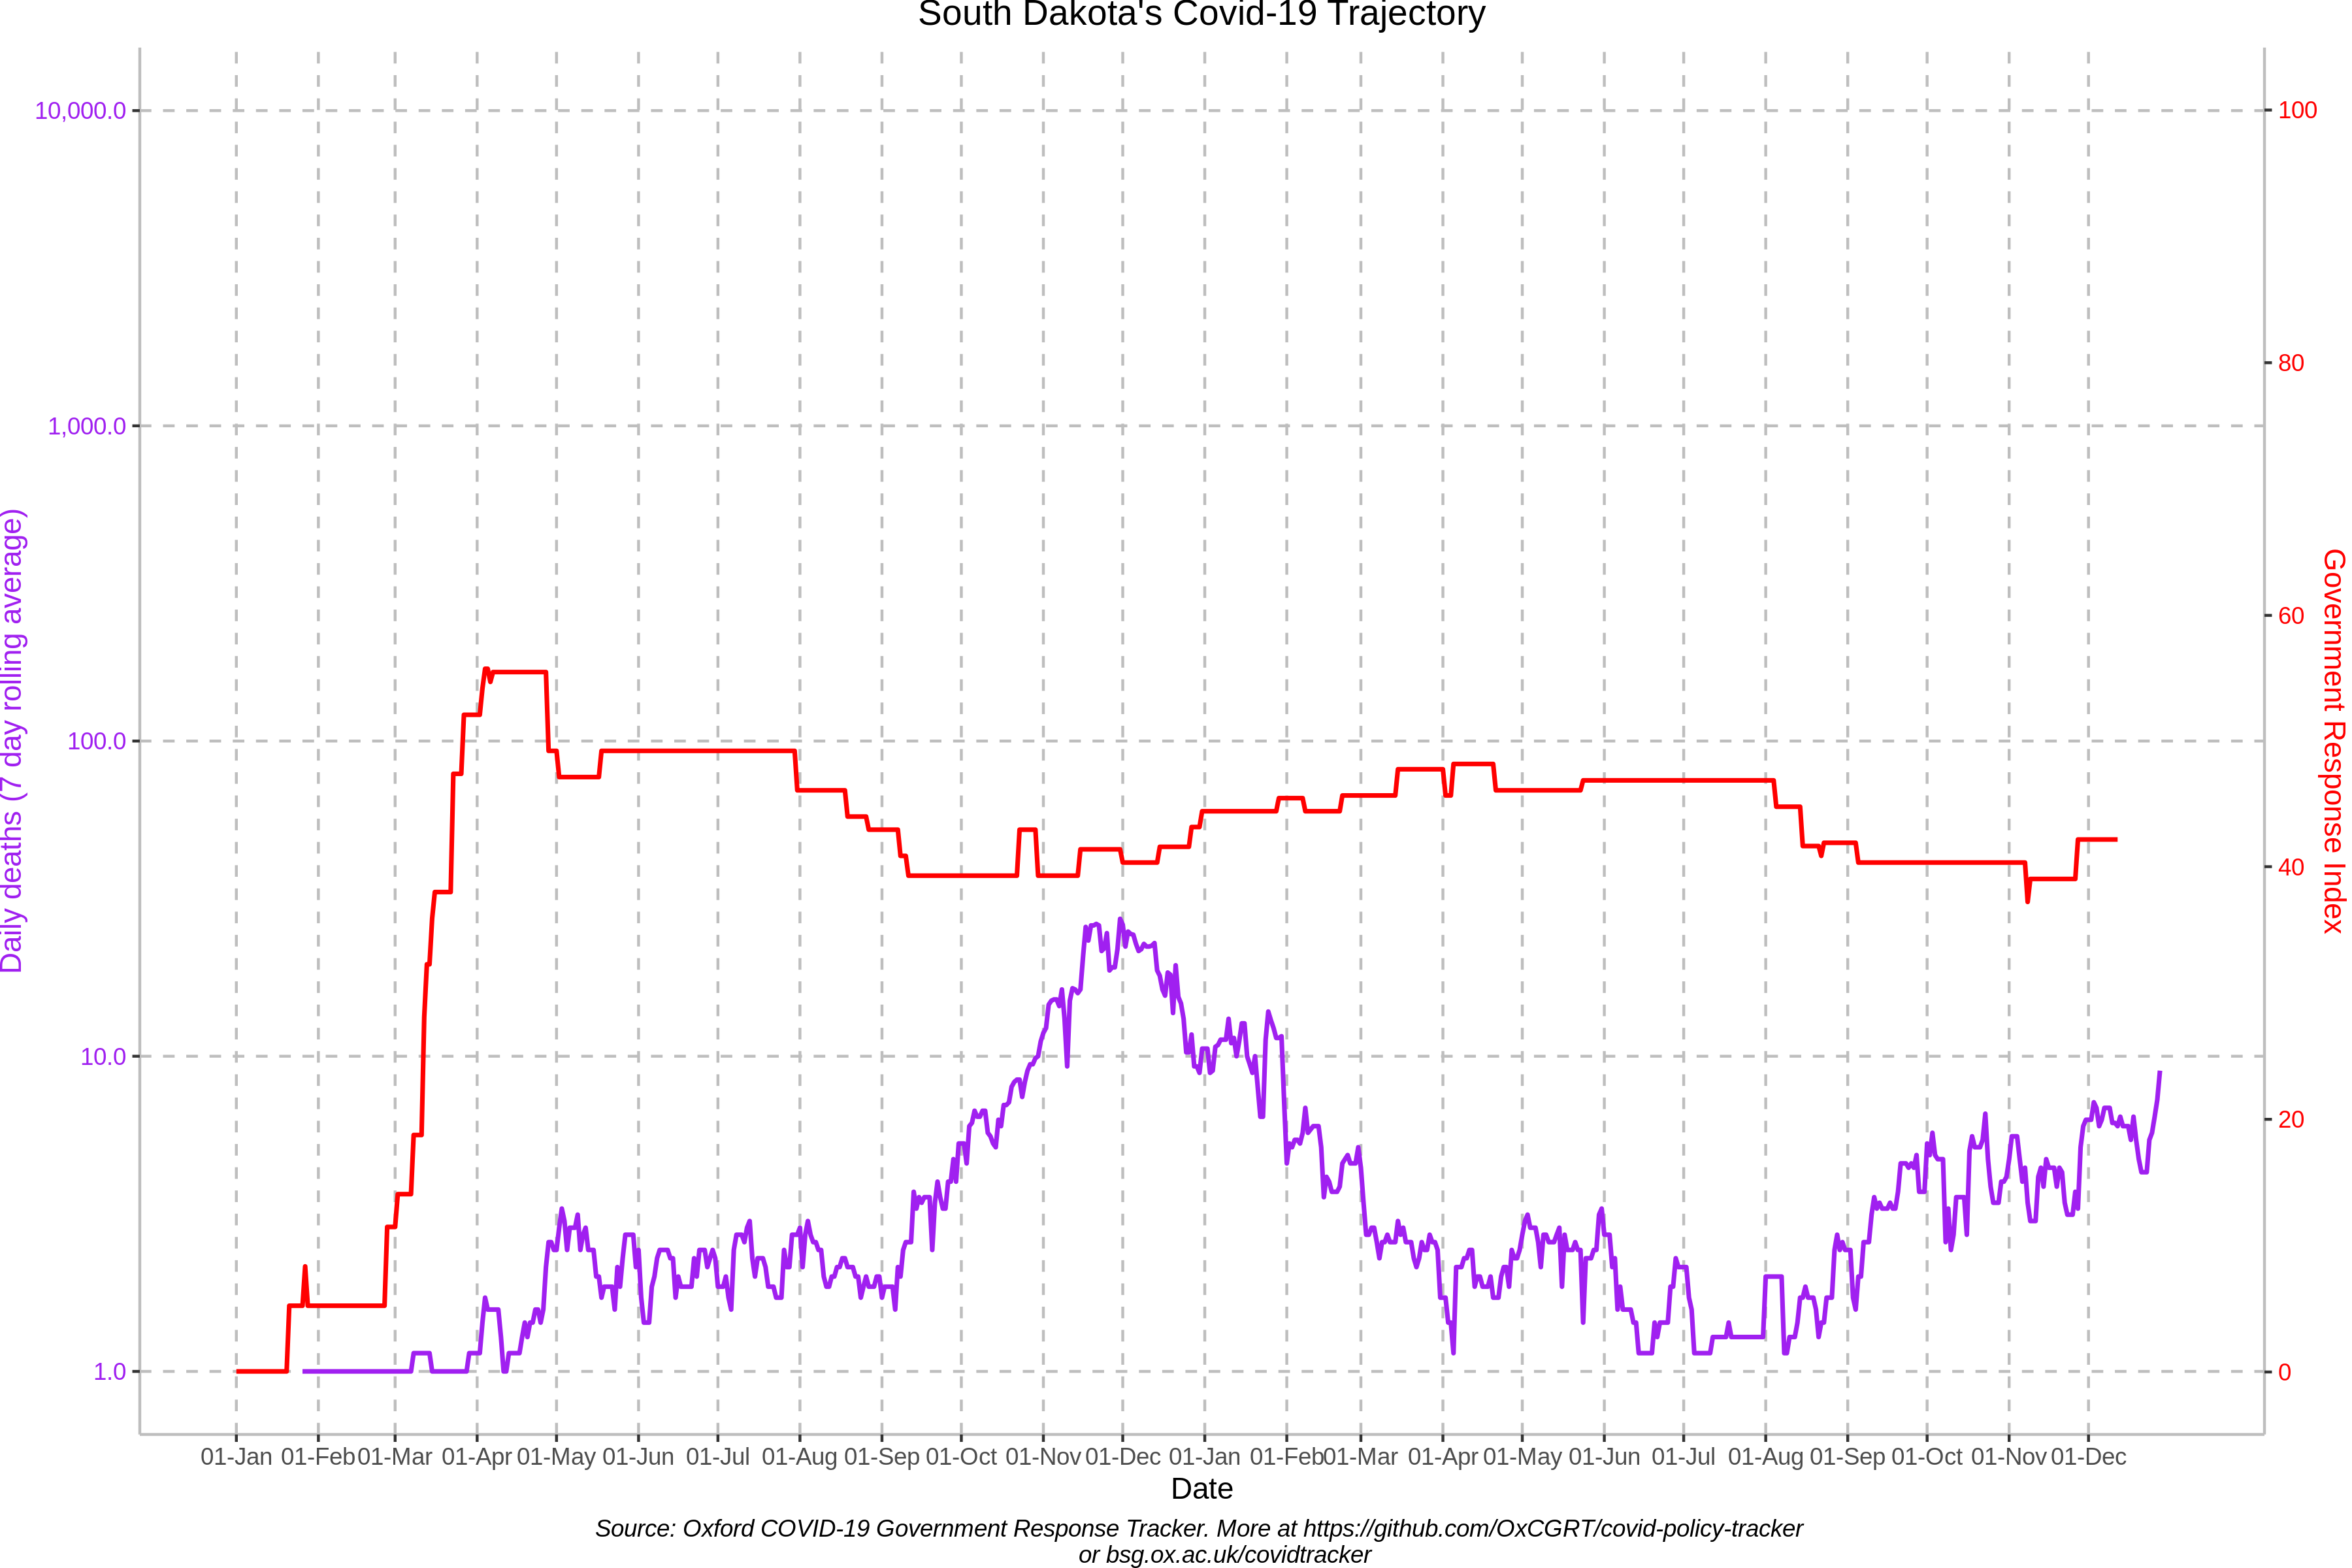 South Dakota's Covid-19 Trajectory
10,000.0
1,000.0
100.0
10.0
1.0
Daily deaths (7 day rolling average)
100
80
60
40
20
0
Government Response Index
01-Jan 01-Feb 01-Mar 01-Apr 01-May 01-Jun 01-Jul 01-Aug 01-Sep 01-Oct 01-Nov 01-Dec 01-Jan 01-Feb 01-Mar 01-Apr 01-May 01-Jun 01-Jul 01-Aug 01-Sep 01-Oct 01-Nov 01-Dec
Date
Source: Oxford COVID-19 Government Response Tracker. More at https://github.com/OxCGRT/covid-policy-tracker
or bsg.ox.ac.uk/covidtracker